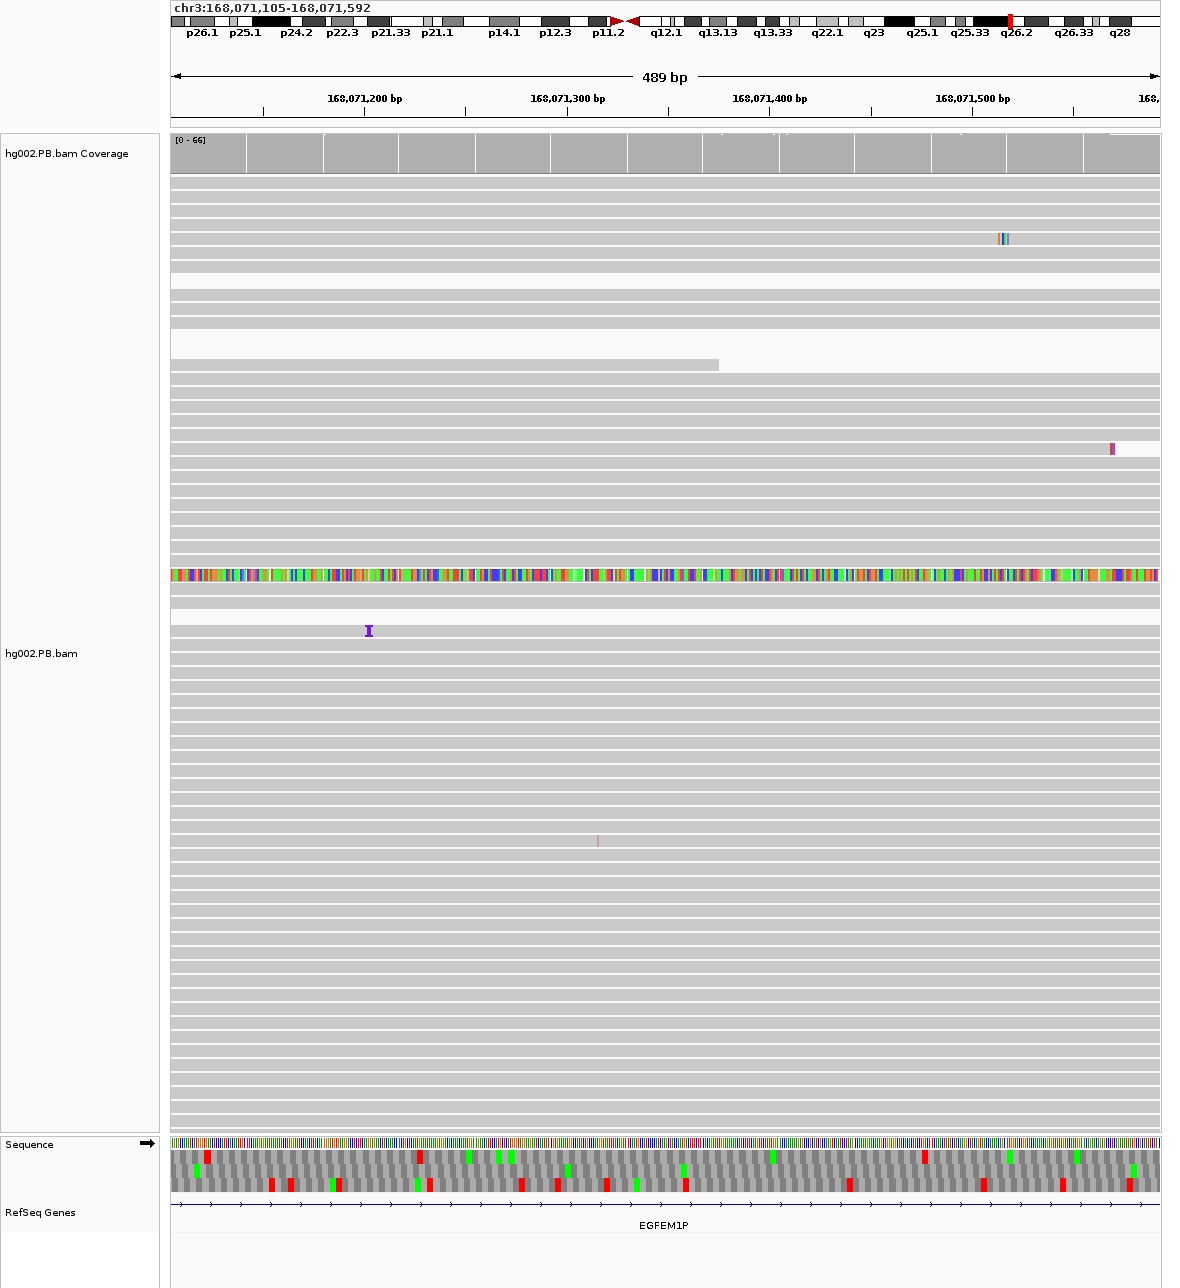 chr3:168,071,105-168,071,592
p26.1 p25.1 p24.2 p22.3 p21.33 p21.1 p14.1 p12.3 p11.2 q12.1 q13.13 q13.33 q22.1 q23 q25.1 q25.33 q26.2 q26.33 q28
489 bp
168,071,200 bp 168,071,300 bp 168,071,400 bp 168,071,500 bp 168,
[0 - 66]
hg002.PB.bam Coverage
hg002.PB.bam
Sequence
RefSeq Genes
EGFEM1P